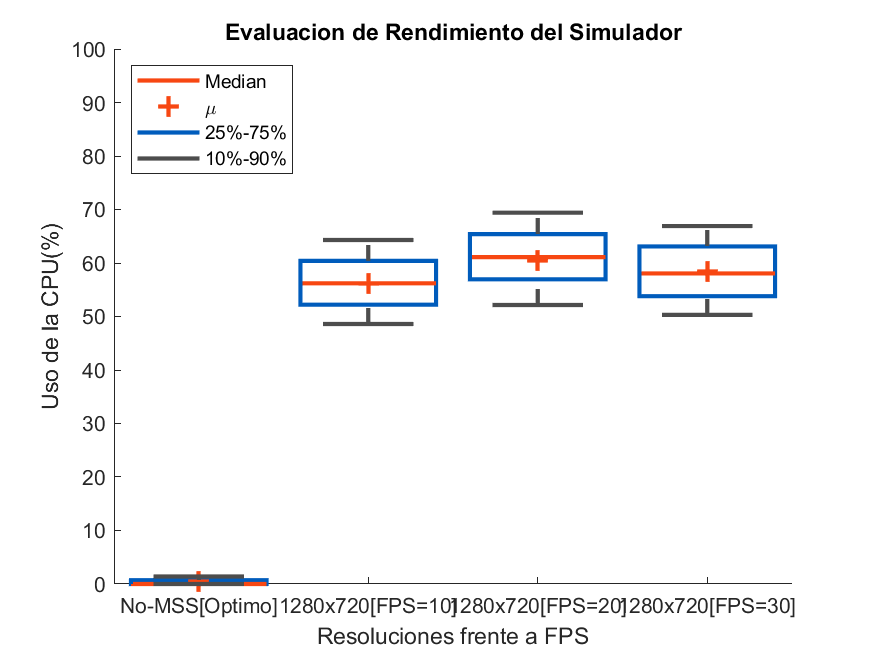 Evaluacion de Rendimiento del Simulador
Uso de la CPU(%)
100
90
80
70
60
50
40
30
20
10
0
Median
μ
25%-75%
10%-90%
No-MSS[Optimo]
1280x720[FPS=10]
1280x720[FPS=20]
1280x720[FPS=30]
Resoluciones frente a FPS